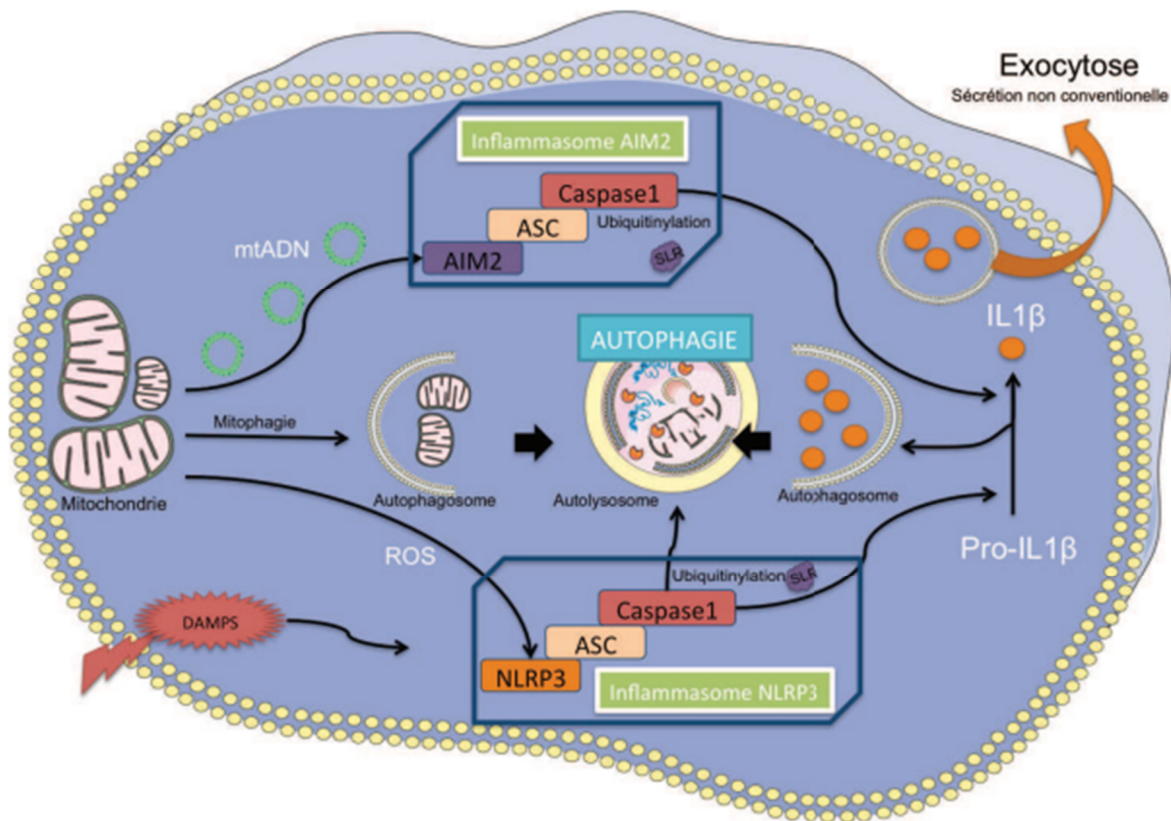 Exocytose
Sécrétion non conventionelle
Inflammasome AIM2
Caspase1
ASC
Ubiquitinylation
AIM2
SLR
mtADN
IL1β
AUTOPHAGIE
Mitophagie
Mitochondrie
Autophagosome
Autolysosome
Autophagosome
ROS
Pro-IL1β
Ubiquitinylation
SLR
Caspase1
DAMPS
ASC
NLRP3
Inflammasome NLRP3